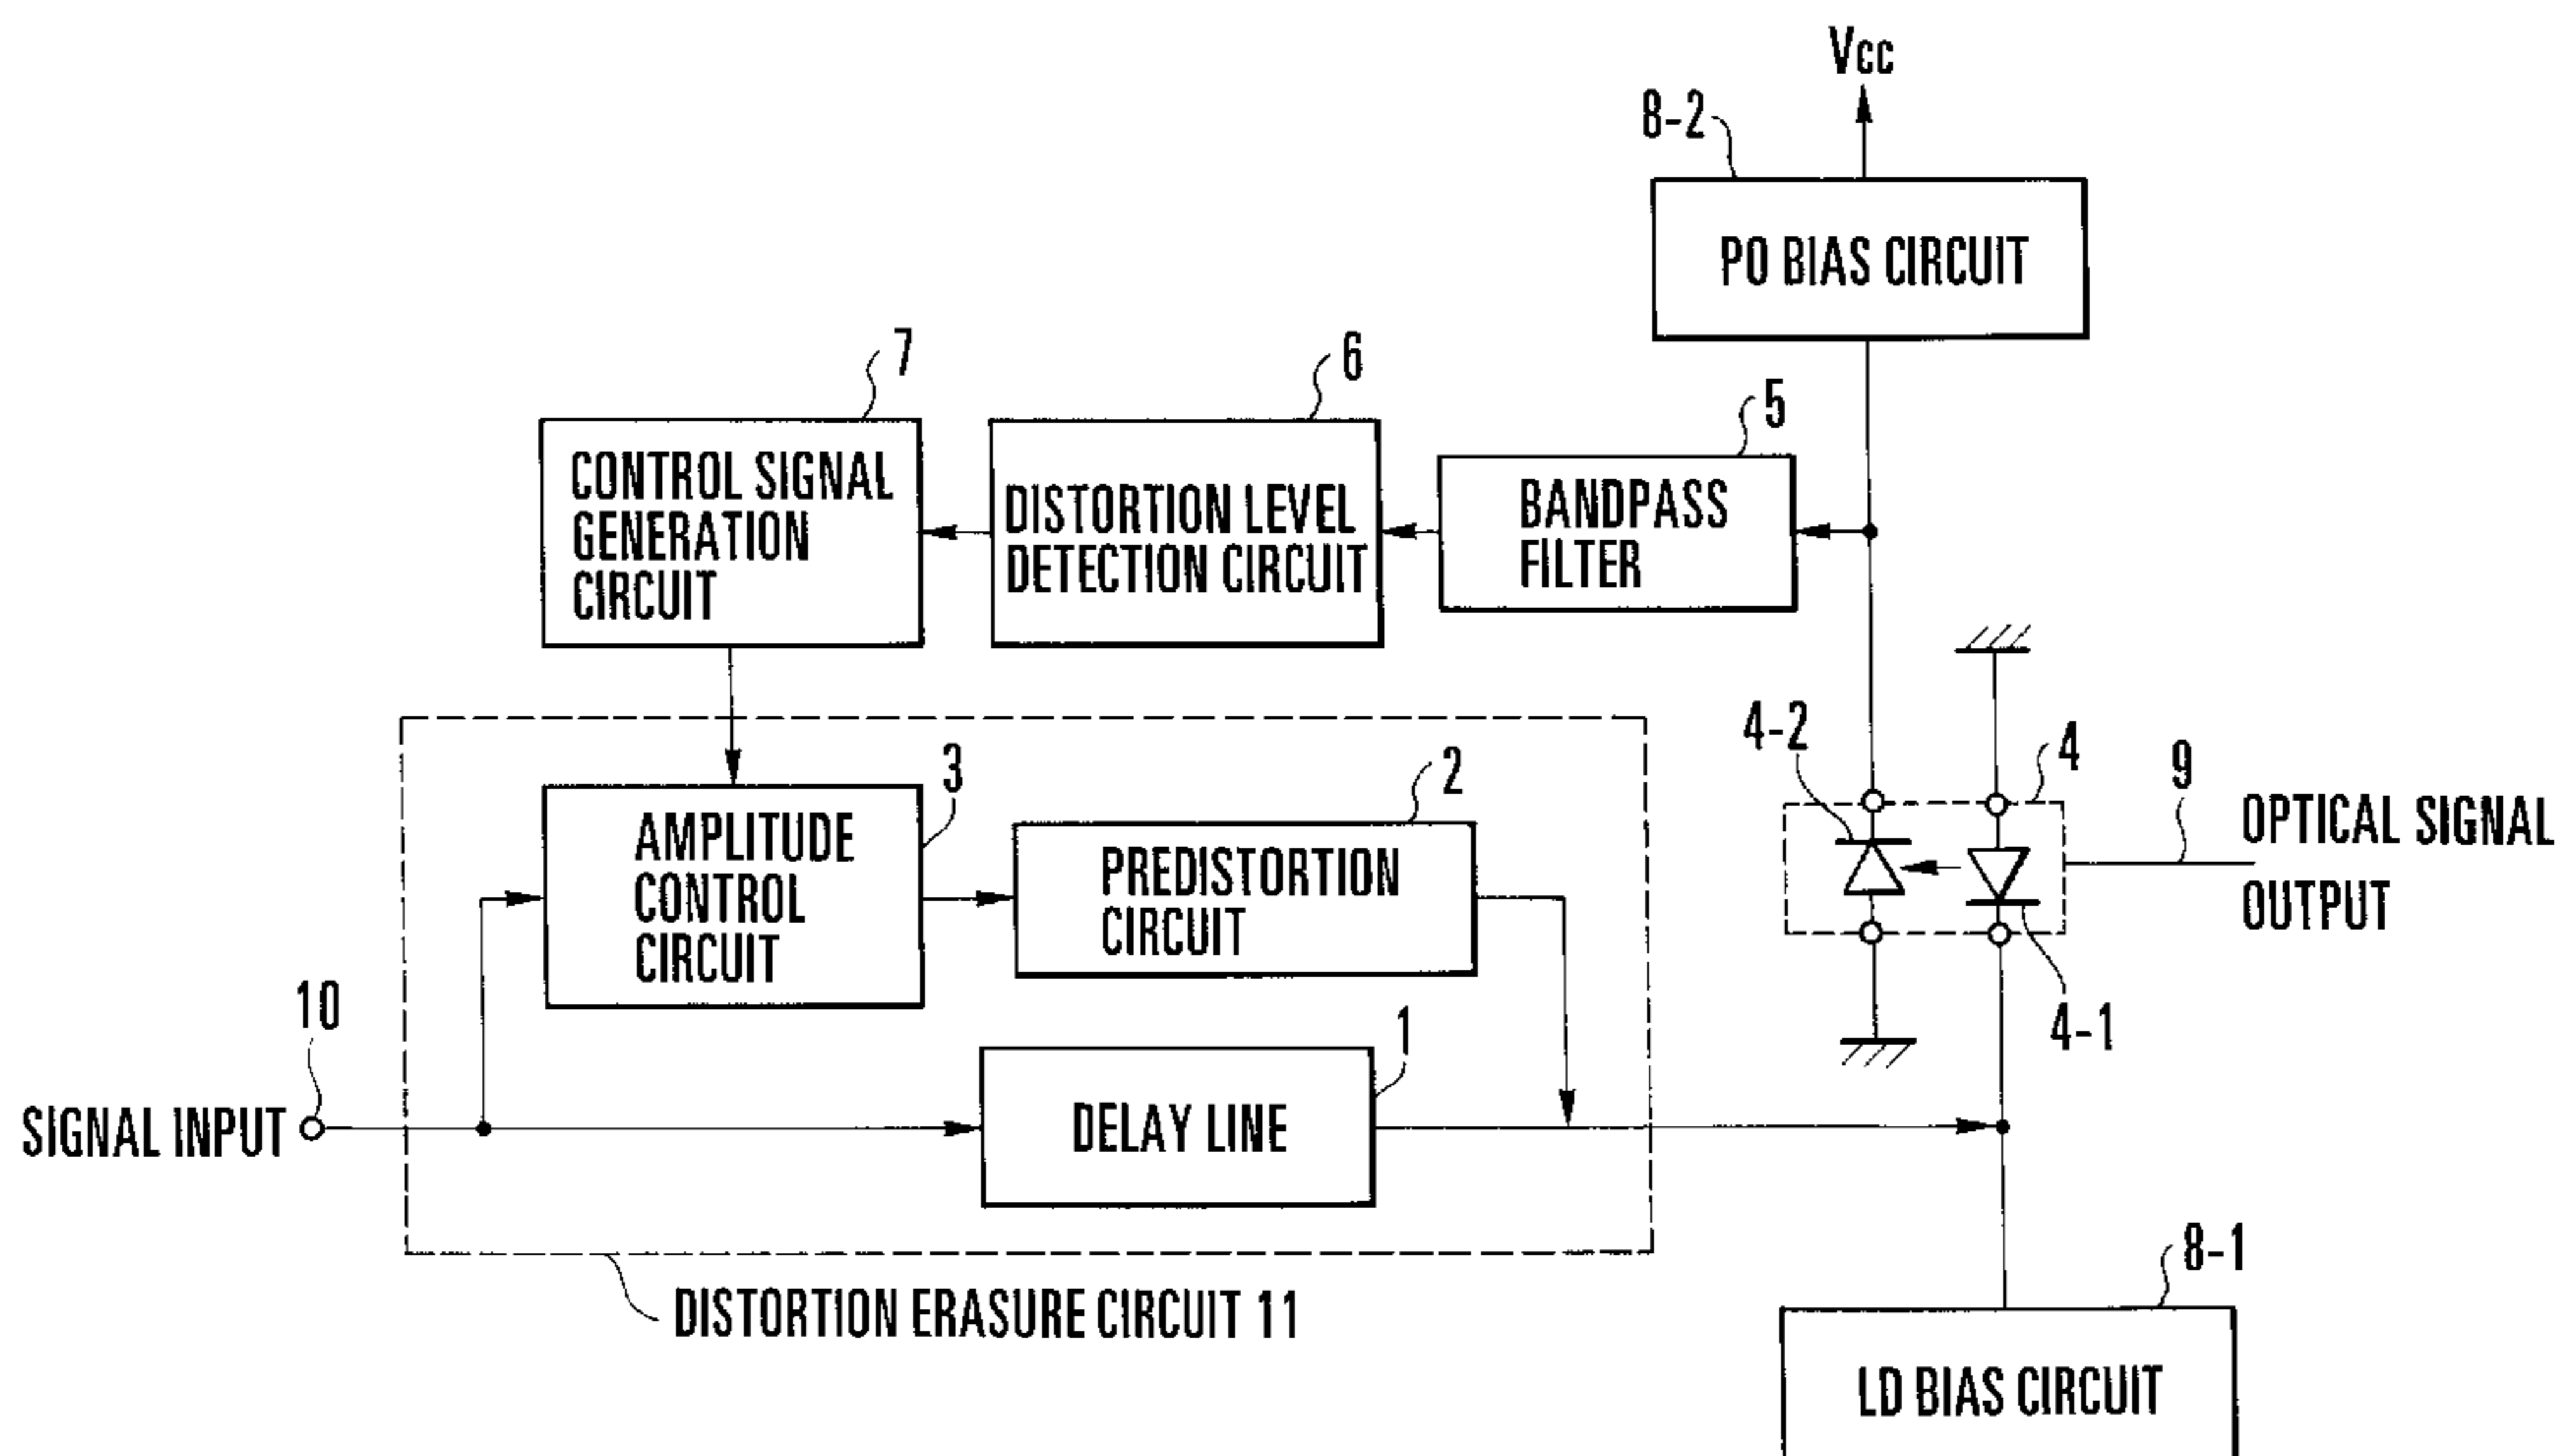 Vcc
8-2
PO BIAS CIRCUIT
7
6
5
CONTROL SIGNAL
GENERATION
CIRCUIT
DISTORTION LEVEL
DETECTION CIRCUIT
BANDPASS
FILTER
4-2
4
9
OPTICAL SIGNAL
OUTPUT
3
2
AMPLITUDE
CONTROL
CIRCUIT
PREDISTORTION
CIRCUIT
4-1
10
1
SIGNAL INPUT
DELAY LINE
DISTORTION ERASURE CIRCUIT 11
8-1
LD BIAS CIRCUIT